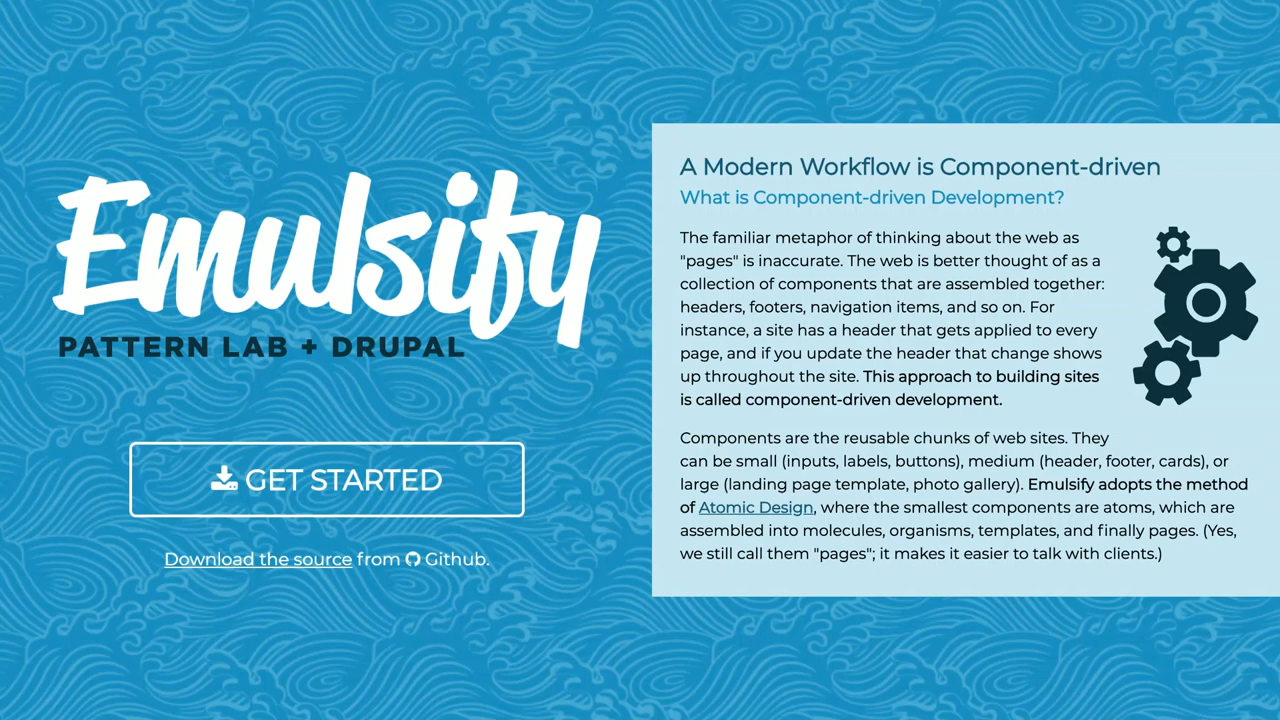 Emulsify
PATTERN LAB + DRUPAL
GET STARTED
Download the source from Github.
A Modern Workflow is Component-driven
What is Component-driven Development?
The familiar metaphor of thinking about the web as
"pages" is inaccurate. The web is better thought of as a
collection of components that are assembled together:
headers, footers, navigation items, and so on. For
instance, a site has a header that gets applied to every
page, and if you update the header that change shows
up throughout the site. This approach to building sites
is called component-driven development.
Components are the reusable chunks of web sites. They
can be small (inputs, labels, buttons), medium (header, footer, cards), or
large (landing page template, photo gallery). Emulsify adopts the method
of Atomic Design, where the smallest components are atoms, which are
assembled into molecules, organisms, templates, and finally pages. (Yes,
we still call them "pages"; it makes it easier to talk with clients.)